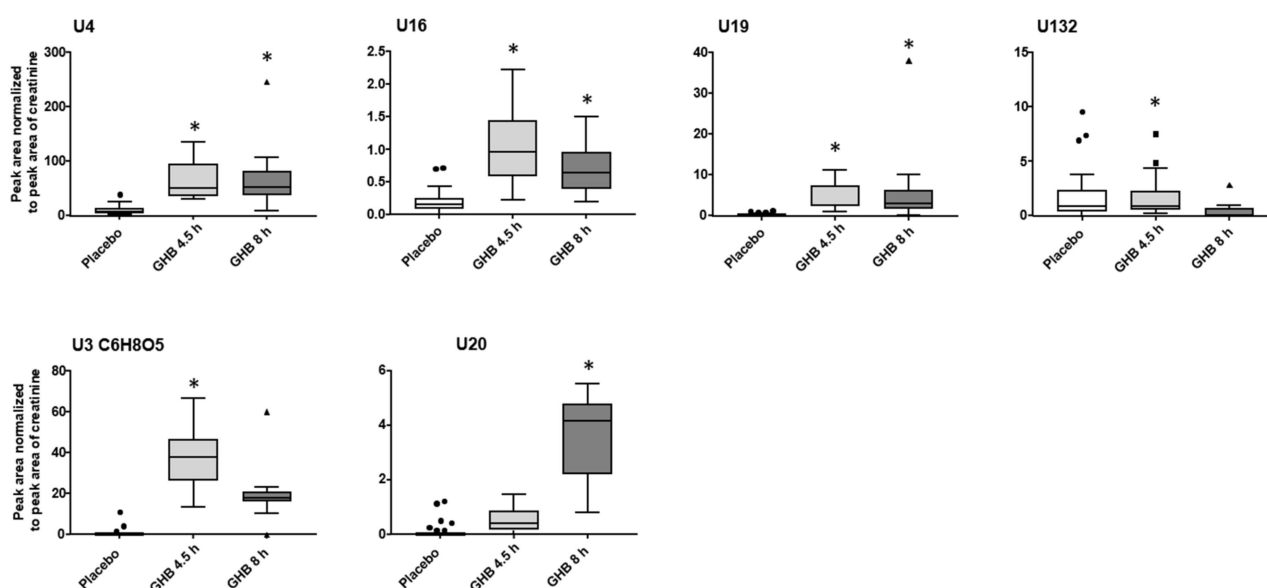 U4
U16
U19
U132
Peak area normalized
to peak area of creatinine
300
200
100
0
Placebo
GHB 4.5 h
GHB 8 h
*
*
2.5
2.0
1.5
1.0
0.5
0.0
Placebo
GHB 4.5 h
GHB 8 h
*
*
40
30
20
10
0
Placebo
GHB 4.5 h
GHB 8 h
*
*
15
10
5
0
Placebo
GHB 4.5 h
GHB 8 h
*
U3 C6H8O5
U20
Peak area normalized
to peak area of creatinine
80
60
40
20
0
Placebo
GHB 4.5 h
GHB 8 h
*
6
4
2
0
Placebo
GHB 4.5 h
GHB 8 h
*